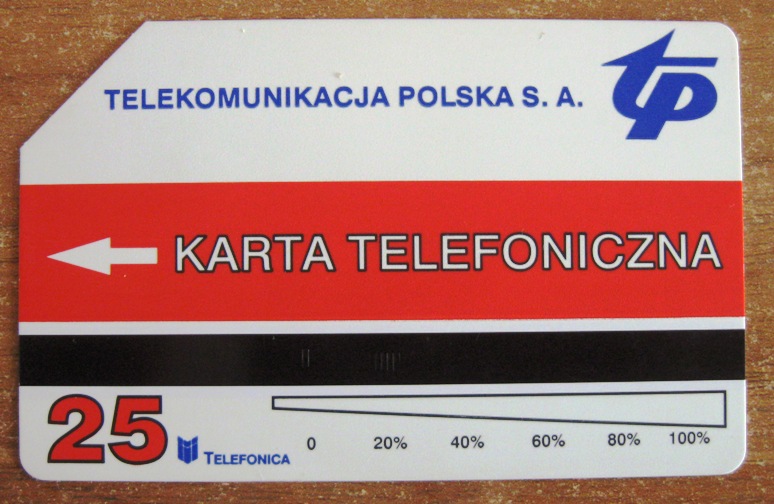 TELEKOMUNIKACJA POLSKA S. A.
tp
KARTA TELEFONICZNA
25
TELEFONICA
0 20% 40% 60% 80% 100%